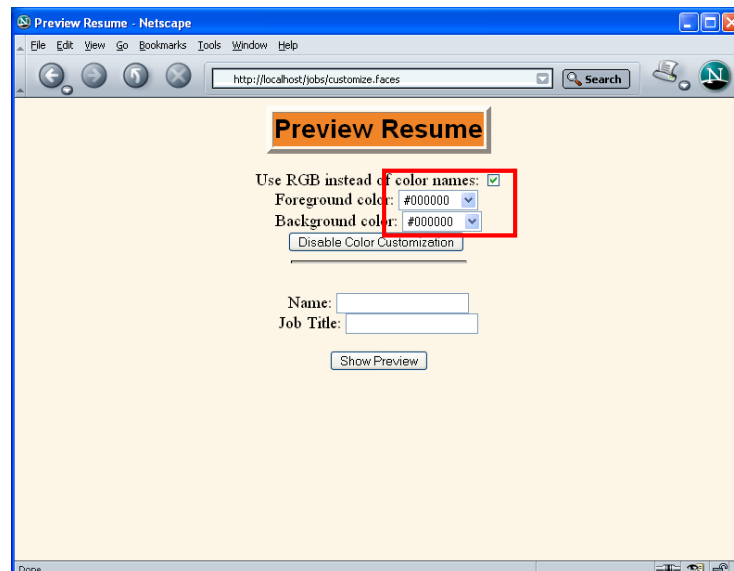 Preview Resume - Netscape
File Edit View Go Bookmarks Tools Window Help
http://localhost/jobs/customize.faces Search
Preview Resume
Use RGB instead of color names:
Foreground color: #000000
Background color: #000000
Disable Color Customization
Name:
Job Title:
Show Preview
Done